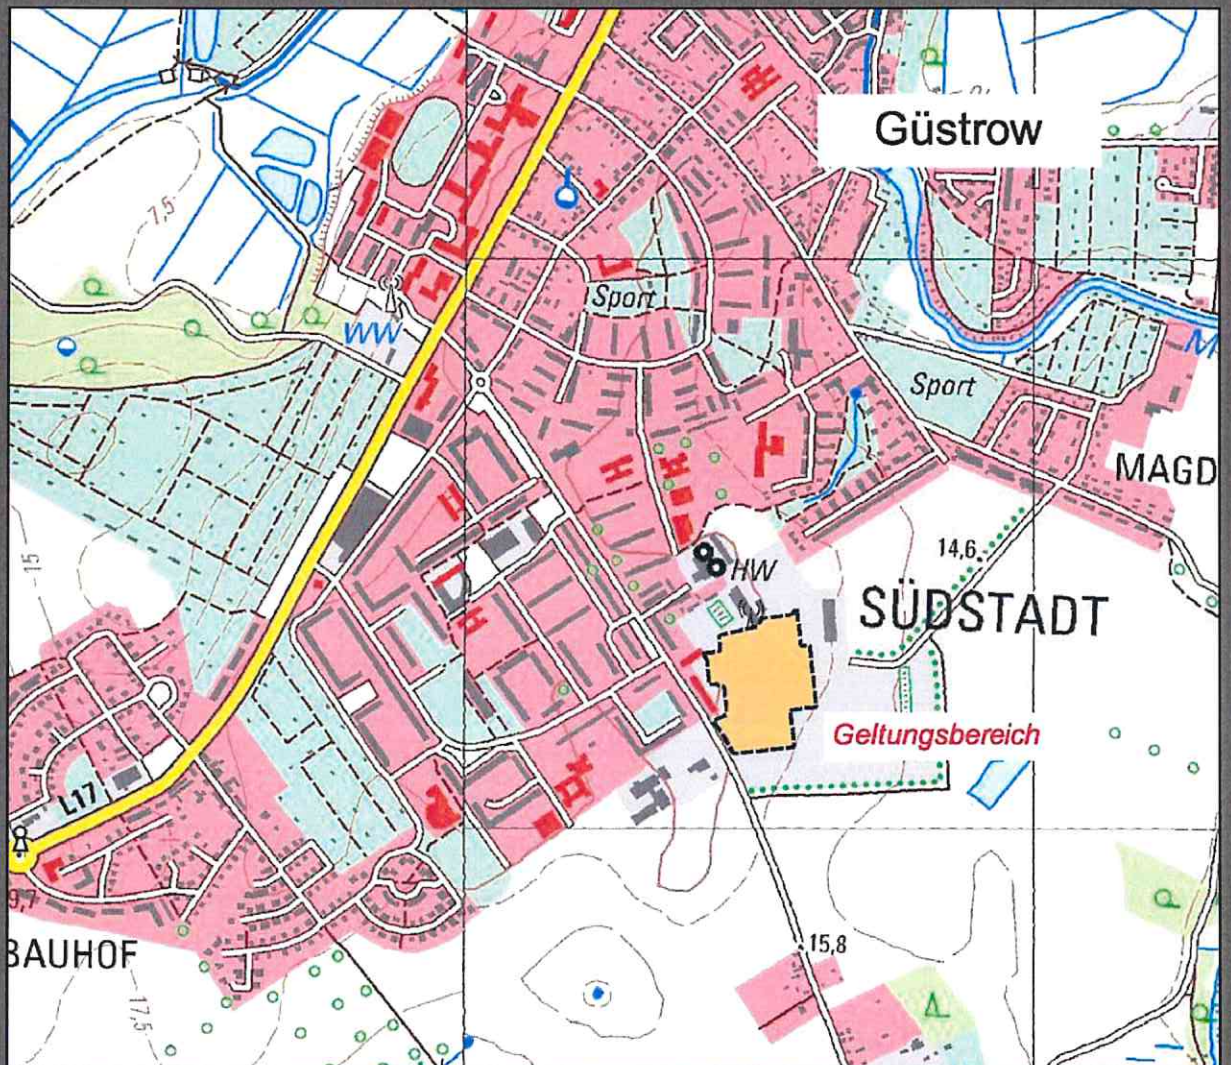 Güstrow
7,5
Sport
WW
Sport
M
MAGD
15
14,6
HW
SÜDSTADT
Geltungsbereich
L17
9,7
BAUHOF
15,8
17,5